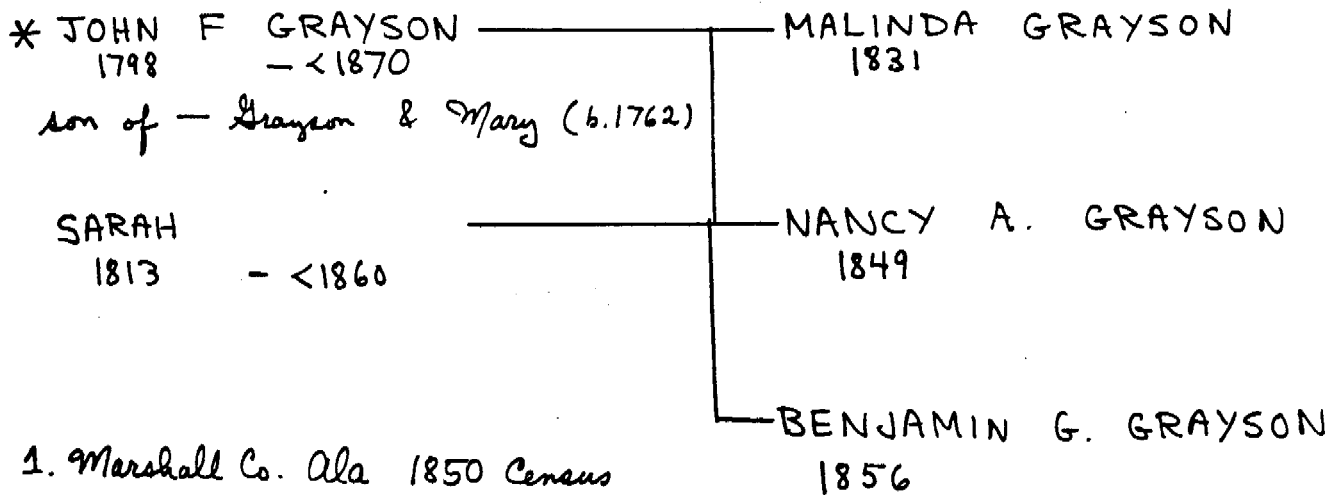 * JOHN F GRAYSON
1798 - <1870
son of — Grayson & Mary (b.1762)
SARAH
1813 - <1860
MALINDA GRAYSON
1831
NANCY A. GRAYSON
1849
BENJAMIN G. GRAYSON
1856
1. Marshall Co. Ala 1850 Census